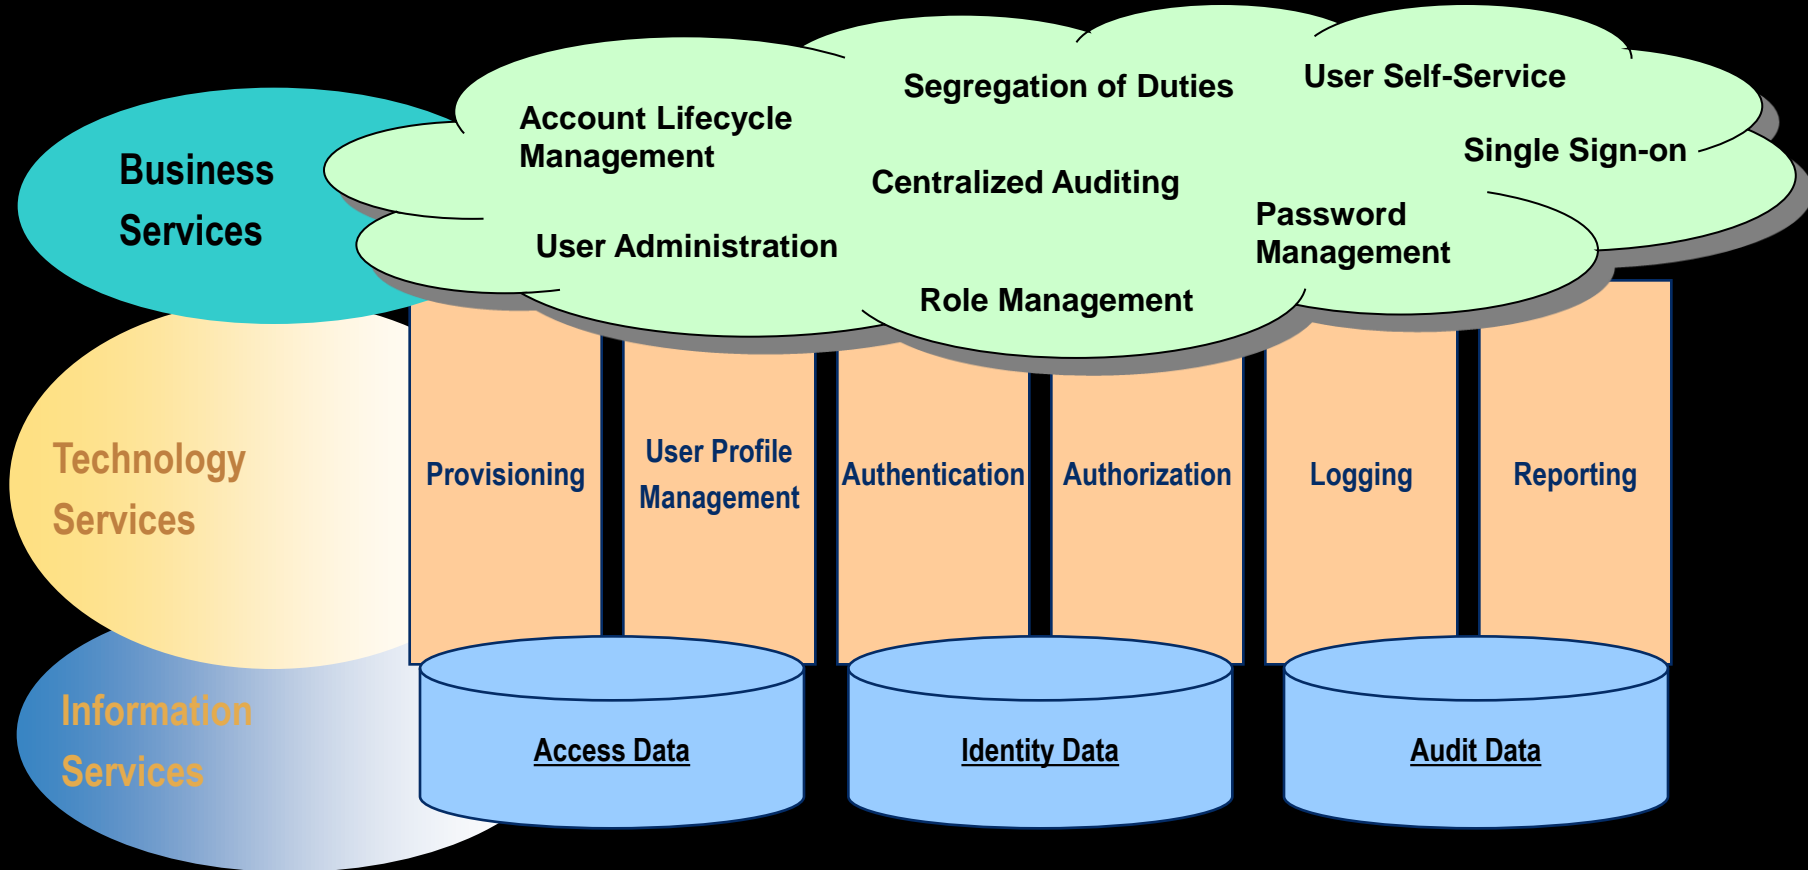 Business
Services
Account Lifecycle
Management
Segregation of Duties
User Self-Service
Single Sign-on
Centralized Auditing
Password
Management
User Administration
Role Management
Technology
Services
Provisioning
User Profile
Management
Authentication
Authorization
Logging
Reporting
Information
Services
Access Data
Identity Data
Audit Data